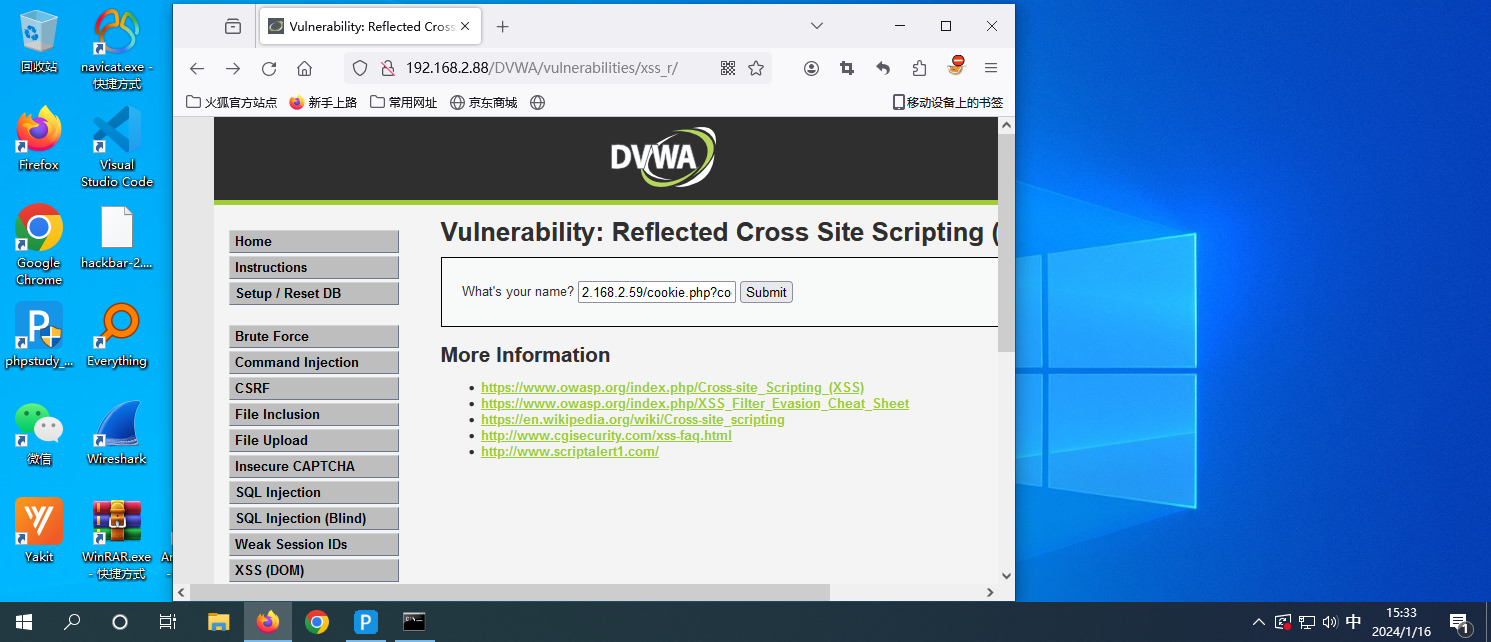 回收站
navicat.exe -
快捷方式
Firefox
Visual
Studio Code
Google
Chrome
hackbar-2....
phpstudy_...
Everything
微信
Wireshark
Yakit
WinRAR.exe
- 快捷方式
Vulnerability: Reflected Cross
192.168.2.88/DVWA/vulnerabilities/xss_r/
火狐官方站点
新手上路
常用网址
京东商城
移动设备上的书签
DVWA
Home
Instructions
Setup / Reset DB
Brute Force
Command Injection
CSRF
File Inclusion
File Upload
Insecure CAPTCHA
SQL Injection
SQL Injection (Blind)
Weak Session IDs
XSS (DOM)
Vulnerability: Reflected Cross Site Scripting (
What's your name? 2.168.2.59/cookie.php?co Submit
More Information
https://www.owasp.org/index.php/Cross-site_Scripting_(XSS)
https://www.owasp.org/index.php/XSS_Filter_Evasion_Cheat_Sheet
https://en.wikipedia.org/wiki/Cross-site_scripting
http://www.cgisecurity.com/xss-faq.html
http://www.scriptalert1.com/
中
15:33
2024/1/16
1